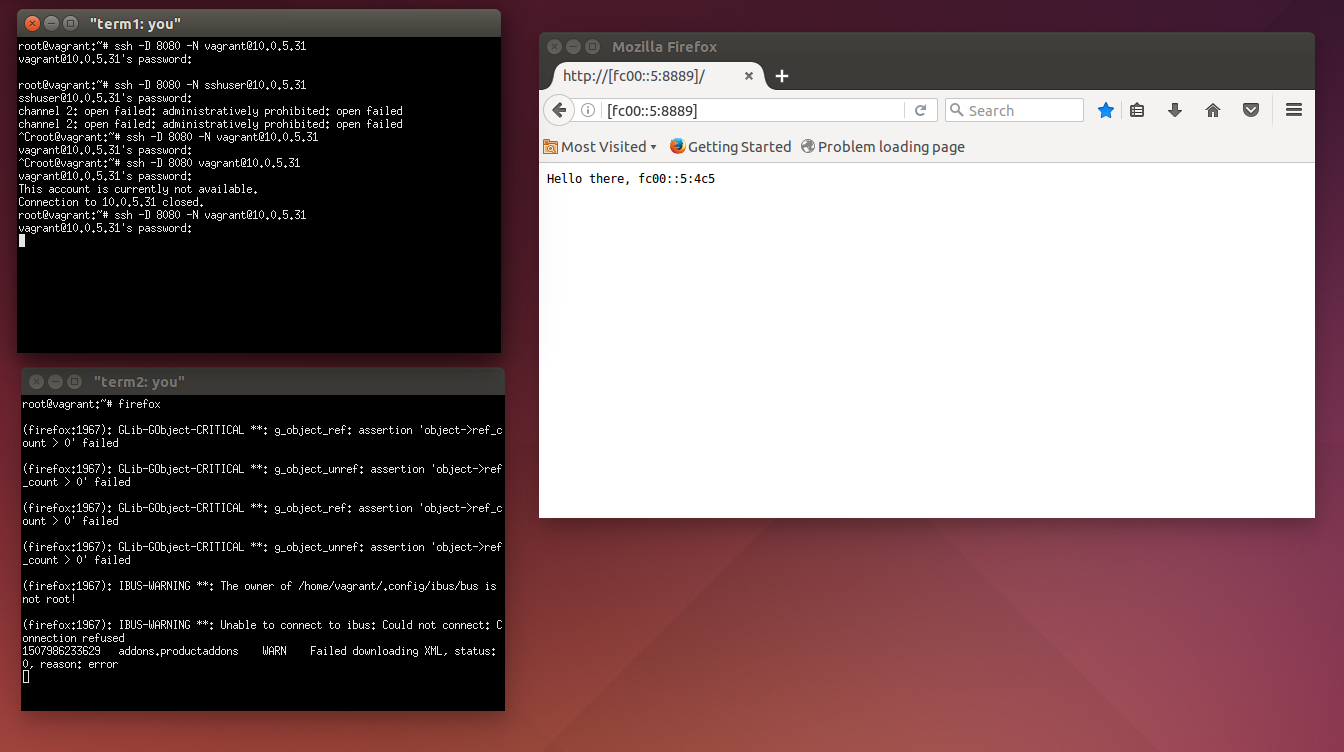 "term1: you"
root@vagrant:~# ssh -D 8080 -N vagrant@10.0.5.31
vagrant@10.0.5.31's password:
root@vagrant:~# ssh -D 8080 -N sshuser@10.0.5.31
sshuser@10.0.5.31's password:
channel 2: open failed: administratively prohibited: open failed
channel 2: open failed: administratively prohibited: open failed
^Croot@vagrant:~# ssh -D 8080 -N vagrant@10.0.5.31
vagrant@10.0.5.31's password:
^Croot@vagrant:~# ssh -D 8080 vagrant@10.0.5.31
vagrant@10.0.5.31's password:
This account is currently not available.
Connection to 10.0.5.31 closed.
root@vagrant:~# ssh -D 8080 -N vagrant@10.0.5.31
vagrant@10.0.5.31's password:
"term2: you"
root@vagrant:~# firefox
(firefox:1967): GLib-GObject-CRITICAL **: g_object_ref: assertion 'object->ref_c
ount > 0' failed
(firefox:1967): GLib-GObject-CRITICAL **: g_object_unref: assertion 'object->ref
_count > 0' failed
(firefox:1967): GLib-GObject-CRITICAL **: g_object_ref: assertion 'object->ref_c
ount > 0' failed
(firefox:1967): GLib-GObject-CRITICAL **: g_object_unref: assertion 'object->ref
_count > 0' failed
(firefox:1967): IBUS-WARNING **: The owner of /home/vagrant/.config/ibus/bus is
not root!
(firefox:1967): IBUS-WARNING **: Unable to connect to ibus: Could not connect: C
onnection refused
1507986233629 addons.productaddons WARN Failed downloading XML, status:
0, reason: error
Mozilla Firefox
http://[fc00::5:8889]/
[fc00::5:8889]
Search
Most Visited
Getting Started
Problem loading page
Hello there, fc00::5:4c5